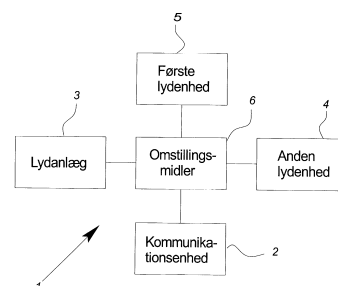 5
Første
lydenhed
3
6
4
Lydanlæg
Omstillings-
midler
Anden
lydenhed
Kommunika-
tionsenhed
2